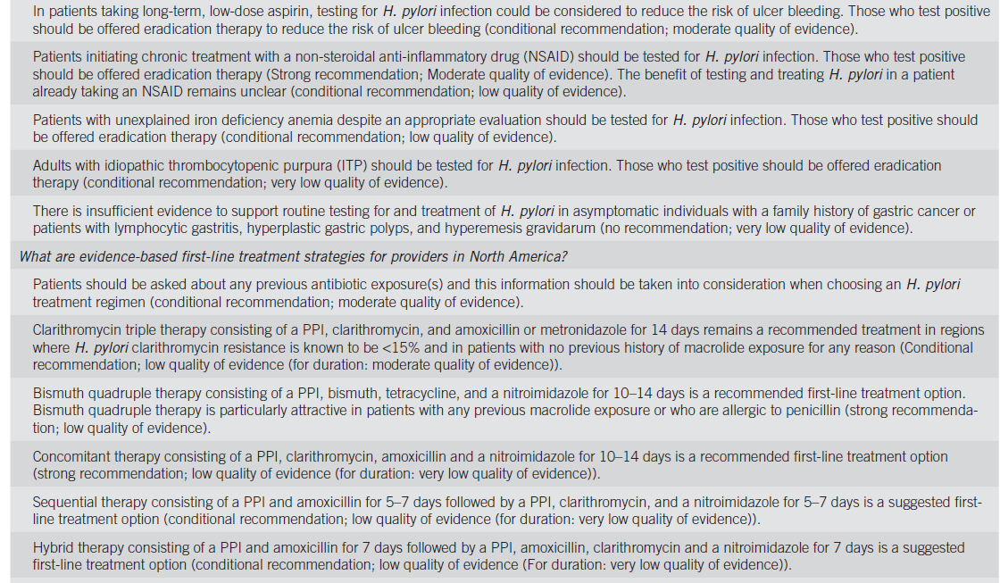 In patients taking long-term, low-dose aspirin, testing for H. pylori infection could be considered to reduce the risk of ulcer bleeding. Those who test positive
should be offered eradication therapy to reduce the risk of ulcer bleeding (conditional recommendation; moderate quality of evidence).
Patients initiating chronic treatment with a non-steroidal anti-inflammatory drug (NSAID) should be tested for H. pylori infection. Those who test positive
should be offered eradication therapy (Strong recommendation; Moderate quality of evidence). The benefit of testing and treating H. pylori in a patient
already taking an NSAID remains unclear (conditional recommendation; low quality of evidence).
Patients with unexplained iron deficiency anemia despite an appropriate evaluation should be tested for H. pylori infection. Those who test positive should
be offered eradication therapy (conditional recommendation; low quality of evidence).
Adults with idiopathic thrombocytopenic purpura (ITP) should be tested for H. pylori infection. Those who test positive should be offered eradication
therapy (conditional recommendation; very low quality of evidence).
There is insufficient evidence to support routine testing for and treatment of H. pylori in asymptomatic individuals with a family history of gastric cancer or
patients with lymphocytic gastritis, hyperplastic gastric polyps, and hyperemesis gravidarum (no recommendation; very low quality of evidence).
What are evidence-based first-line treatment strategies for providers in North America?
Patients should be asked about any previous antibiotic exposure(s) and this information should be taken into consideration when choosing an H. pylori
treatment regimen (conditional recommendation; moderate quality of evidence).
Clarithromycin triple therapy consisting of a PPI, clarithromycin, and amoxicillin or metronidazole for 14 days remains a recommended treatment in regions
where H. pylori clarithromycin resistance is known to be <15% and in patients with no previous history of macrolide exposure for any reason (Conditional
recommendation; low quality of evidence (for duration: moderate quality of evidence)).
Bismuth quadruple therapy consisting of a PPI, bismuth, tetracycline, and a nitroimidazole for 10–14 days is a recommended first-line treatment option.
Bismuth quadruple therapy is particularly attractive in patients with any previous macrolide exposure or who are allergic to penicillin (strong recommenda-
tion; low quality of evidence).
Concomitant therapy consisting of a PPI, clarithromycin, amoxicillin and a nitroimidazole for 10–14 days is a recommended first-line treatment option
(strong recommendation; low quality of evidence (for duration: very low quality of evidence)).
Sequential therapy consisting of a PPI and amoxicillin for 5–7 days followed by a PPI, clarithromycin, and a nitroimidazole for 5–7 days is a suggested first-
line treatment option (conditional recommendation; low quality of evidence (for duration: very low quality of evidence)).
Hybrid therapy consisting of a PPI and amoxicillin for 7 days followed by a PPI, amoxicillin, clarithromycin and a nitroimidazole for 7 days is a suggested
first-line treatment option (conditional recommendation; low quality of evidence (For duration: very low quality of evidence)).